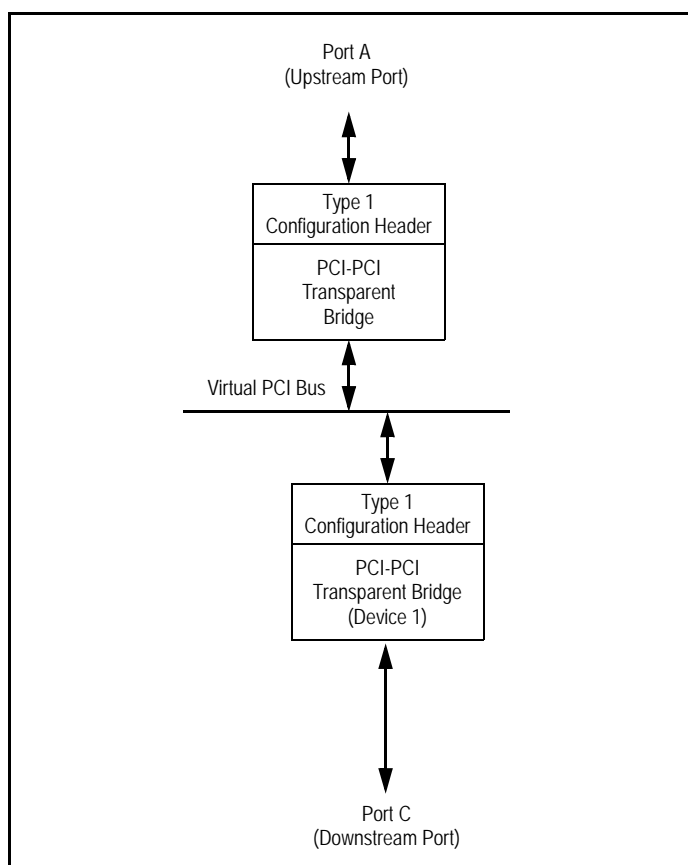 Port A
(Upstream Port)
Type 1
Configuration Header
PCI-PCI
Transparent
Bridge
Virtual PCI Bus
Type 1
Configuration Header
PCI-PCI
Transparent Bridge
(Device 1)
Port C
(Downstream Port)